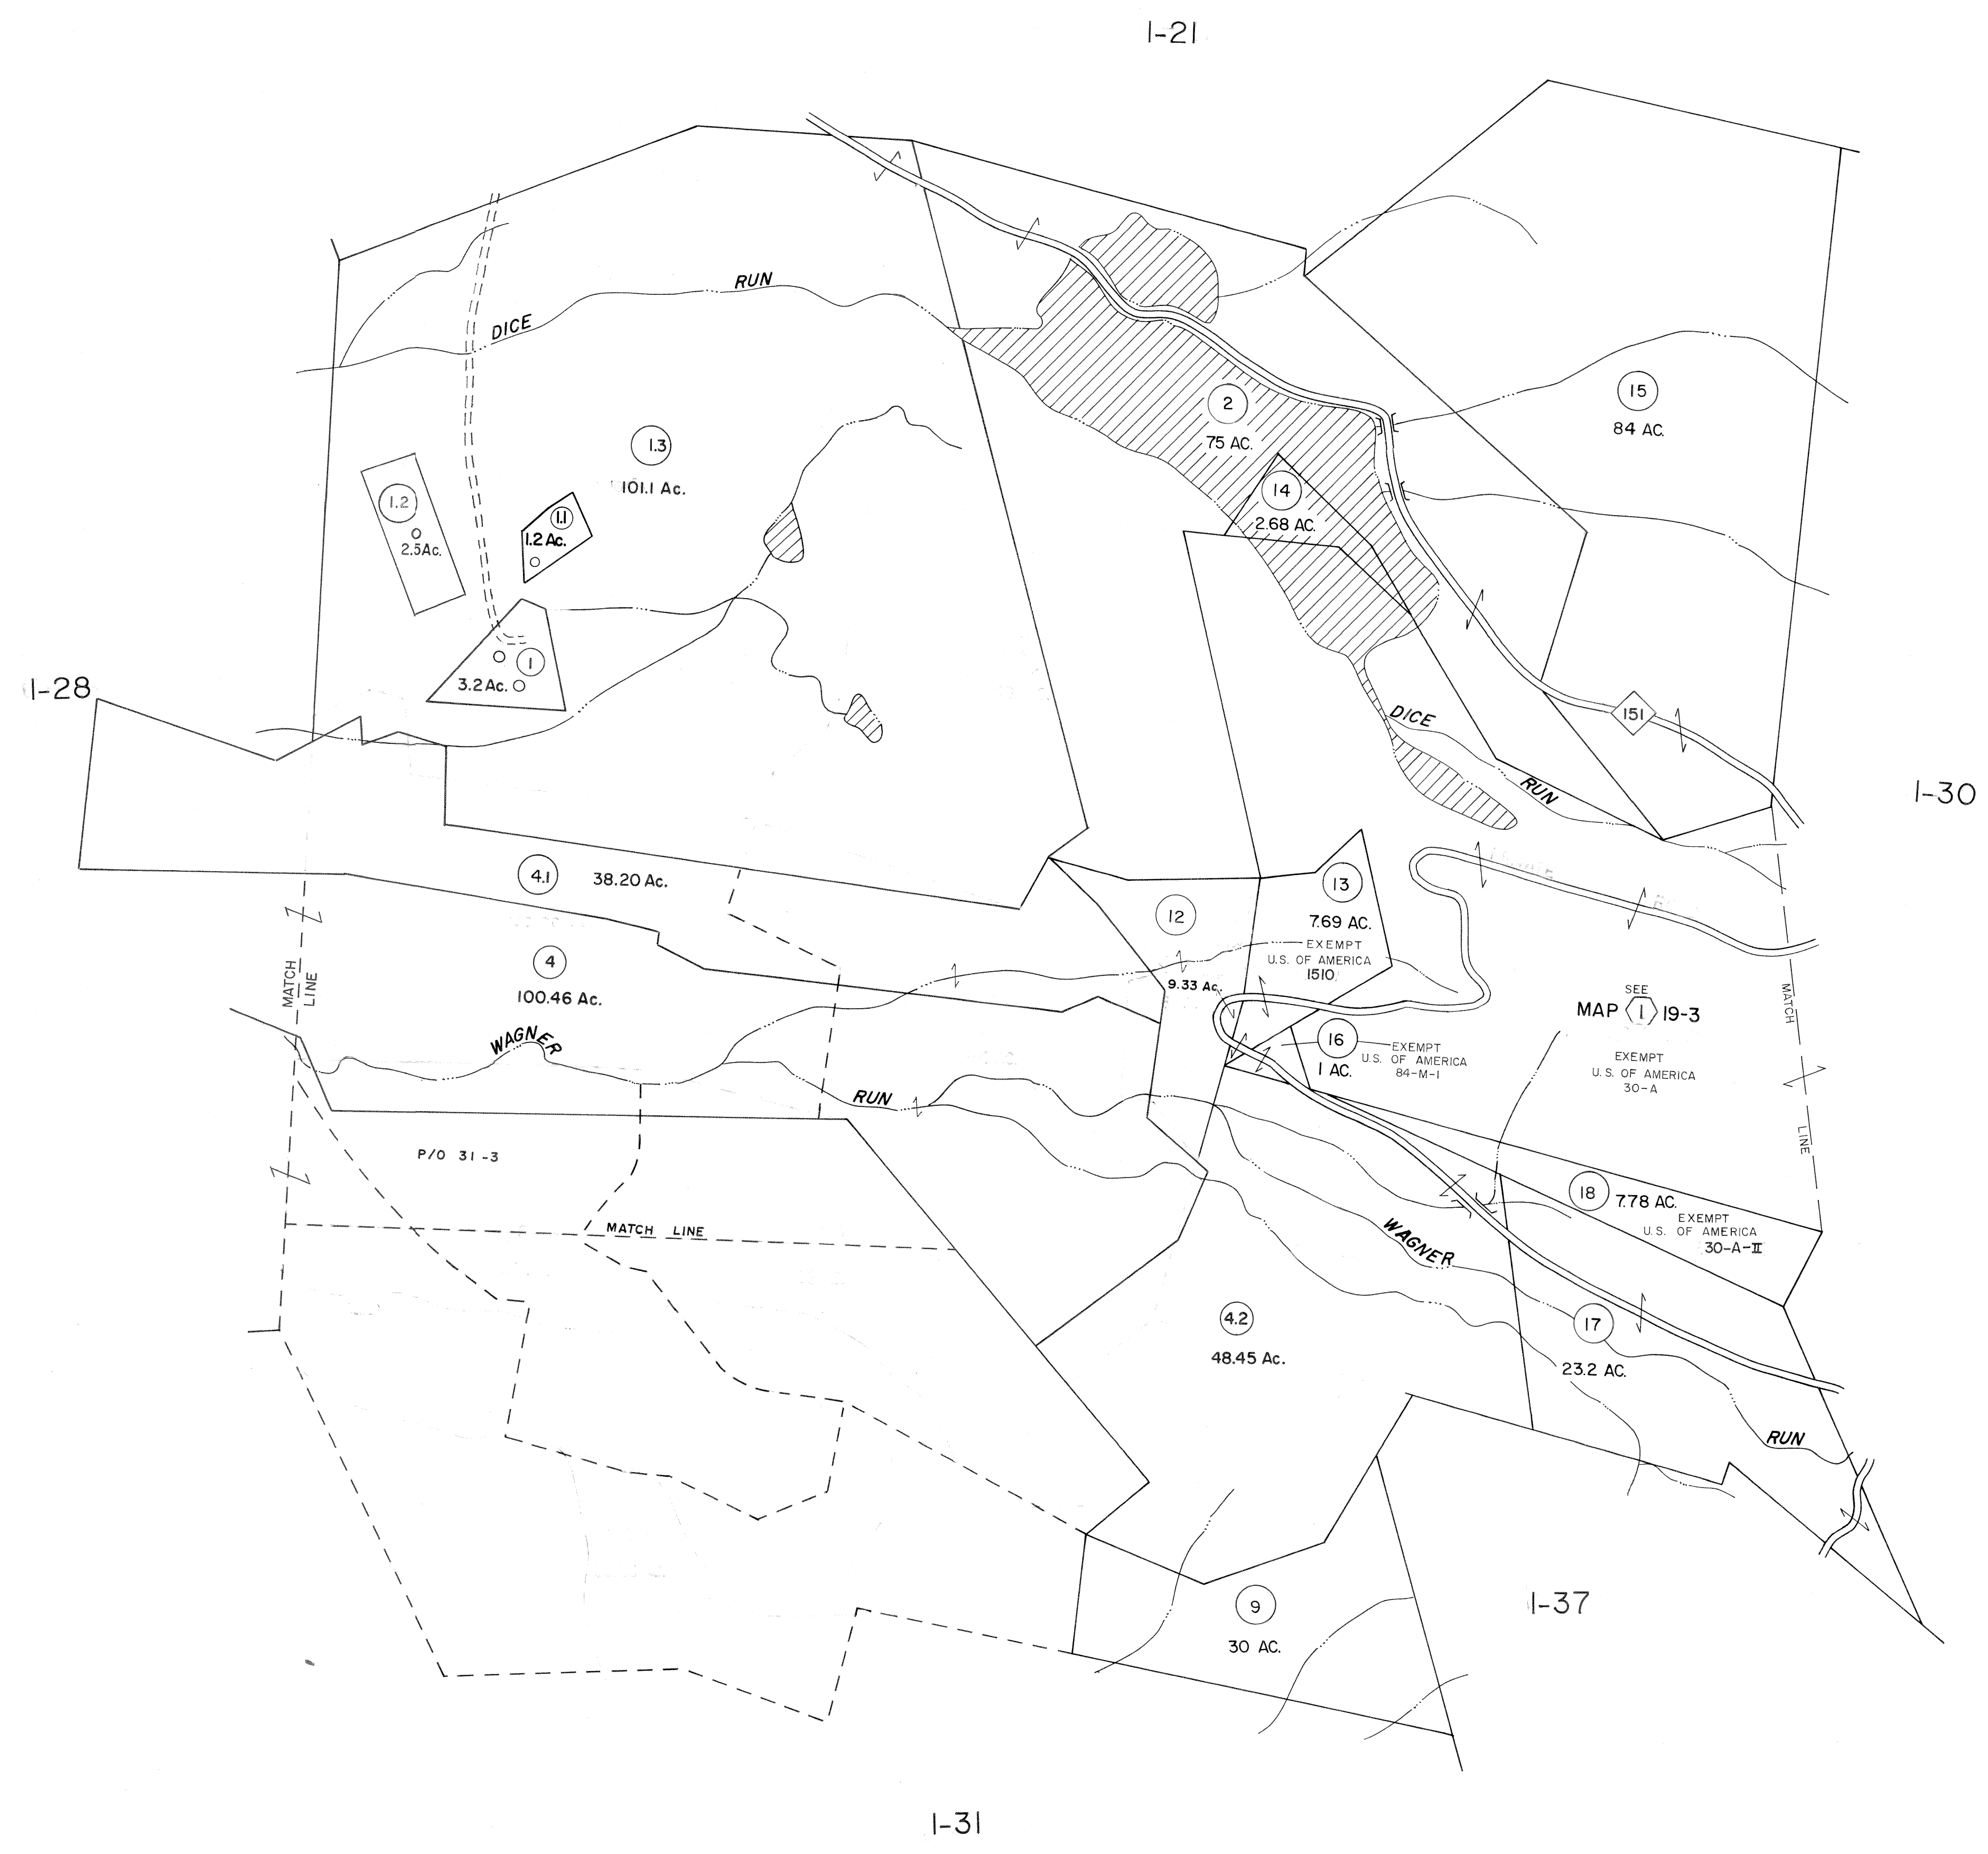 1-21
RUN
DICE
15
84 AC.
2
75 AC.
1.3
101.1 Ac.
1.2
2.5Ac.
1.1
1.2 Ac.
14
2.68 AC.
1
3.2 Ac.
1-28
DICE
RUN
151
1-30
4.1
38.20 Ac.
12
9.33 Ac.
13
7.69 AC.
EXEMPT
U.S. OF AMERICA
1510
4
100.46 Ac.
MATCH
LINE
SEE
MAP 1 19-3
EXEMPT
U.S. OF AMERICA
30-A
MATCH
LINE
WAGNER
RUN
16
1 AC.
EXEMPT
U.S. OF AMERICA
84-M-1
P/O 31-3
MATCH LINE
18
7.78 AC.
EXEMPT
U.S. OF AMERICA
30-A-II
WAGNER
RUN
4.2
48.45 Ac.
17
23.2 AC.
9
30 AC.
1-37
1-31